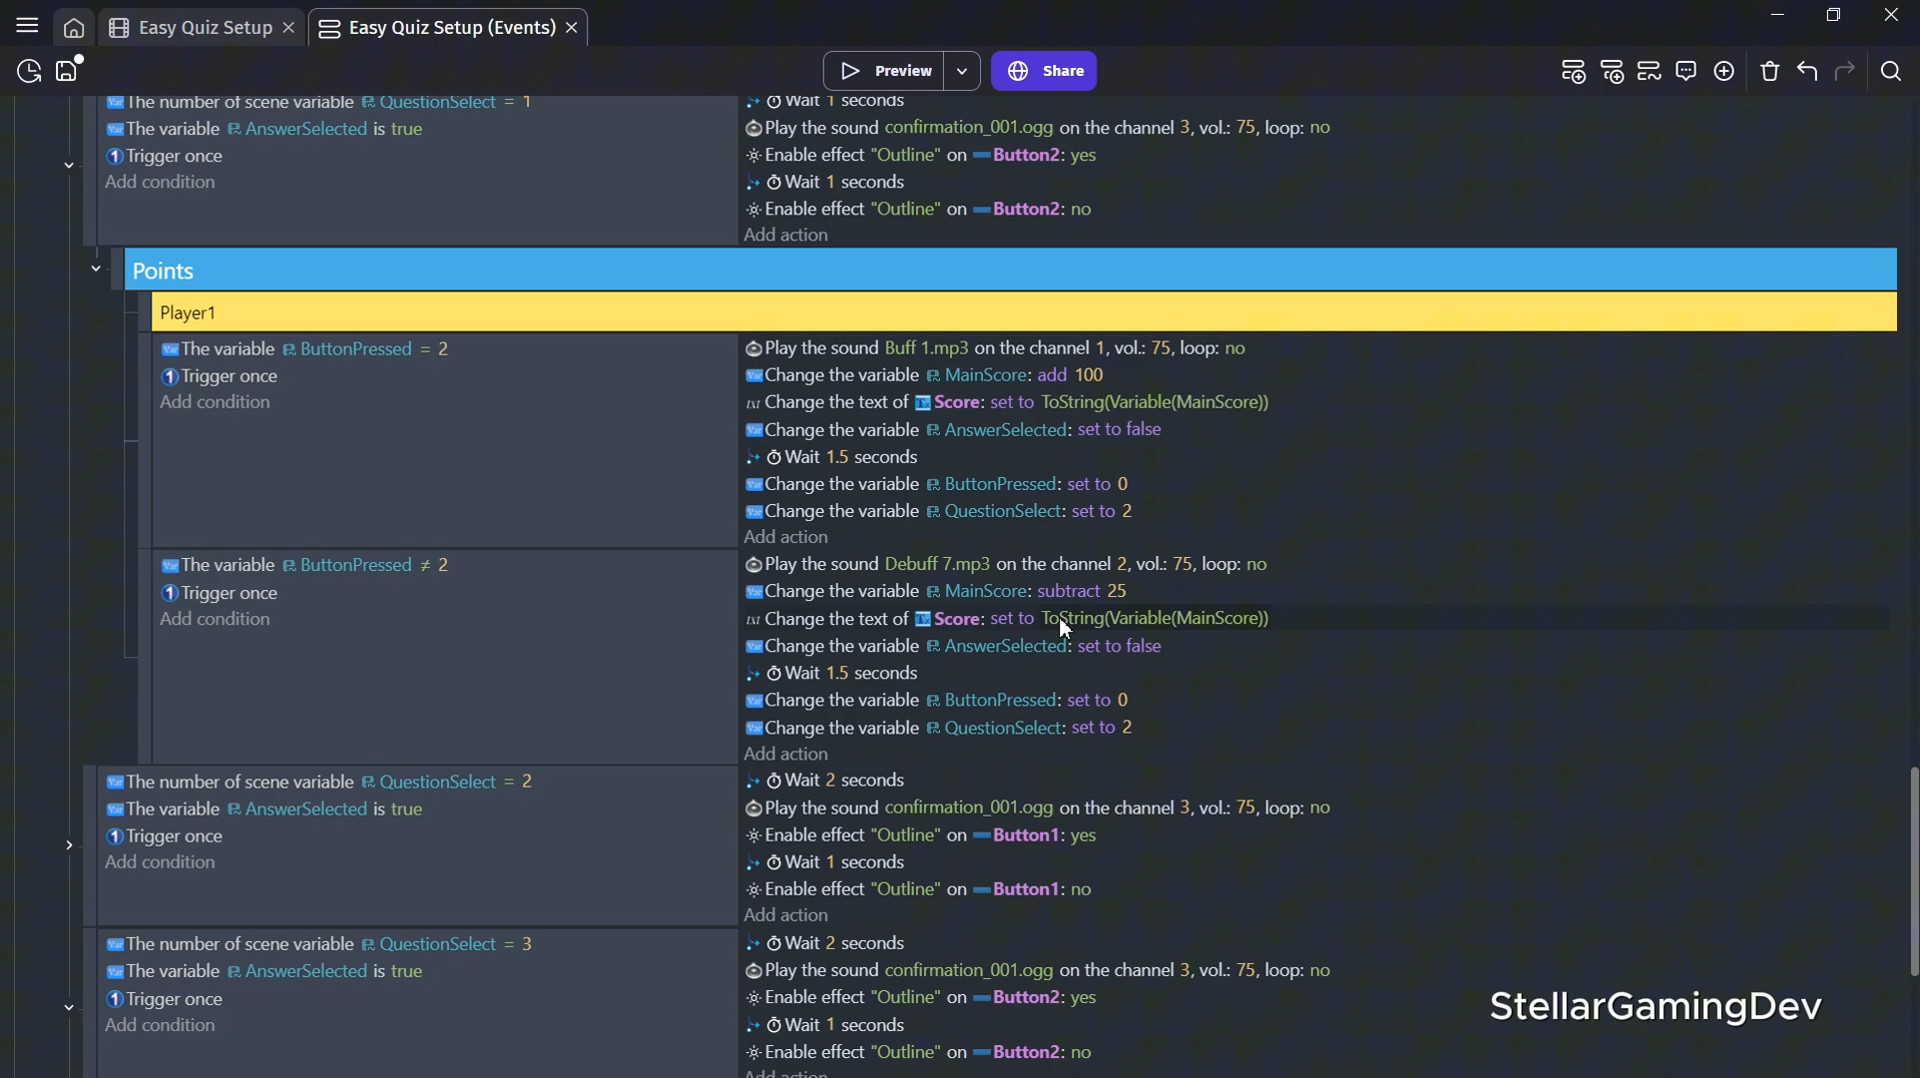 Easy Quiz Setup
Easy Quiz Setup (Events)
Preview
Share
The number of scene variable QuestionSelect = 1
The variable AnswerSelected is true
Trigger once
Add condition
Wait 1 seconds
Play the sound confirmation_001.ogg on the channel 3, vol.: 75, loop: no
Enable effect "Outline" on Button2: yes
Wait 1 seconds
Enable effect "Outline" on Button2: no
Add action
Points
Player1
The variable ButtonPressed = 2
Trigger once
Add condition
Play the sound Buff 1.mp3 on the channel 1, vol.: 75, loop: no
Change the variable MainScore: add 100
Change the text of Score: set to ToString(Variable(MainScore))
Change the variable AnswerSelected: set to false
Wait 1.5 seconds
Change the variable ButtonPressed: set to 0
Change the variable QuestionSelect: set to 2
Add action
The variable ButtonPressed ≠ 2
Trigger once
Add condition
Play the sound Debuff 7.mp3 on the channel 2, vol.: 75, loop: no
Change the variable MainScore: subtract 25
Change the text of Score: set to ToString(Variable(MainScore))
Change the variable AnswerSelected: set to false
Wait 1.5 seconds
Change the variable ButtonPressed: set to 0
Change the variable QuestionSelect: set to 2
Add action
The number of scene variable QuestionSelect = 2
The variable AnswerSelected is true
Trigger once
Add condition
Wait 2 seconds
Play the sound confirmation_001.ogg on the channel 3, vol.: 75, loop: no
Enable effect "Outline" on Button1: yes
Wait 1 seconds
Enable effect "Outline" on Button1: no
Add action
The number of scene variable QuestionSelect = 3
The variable AnswerSelected is true
Trigger once
Add condition
Wait 2 seconds
Play the sound confirmation_001.ogg on the channel 3, vol.: 75, loop: no
Enable effect "Outline" on Button2: yes
Wait 1 seconds
Enable effect "Outline" on Button2: no
Add action
StellarGamingDev